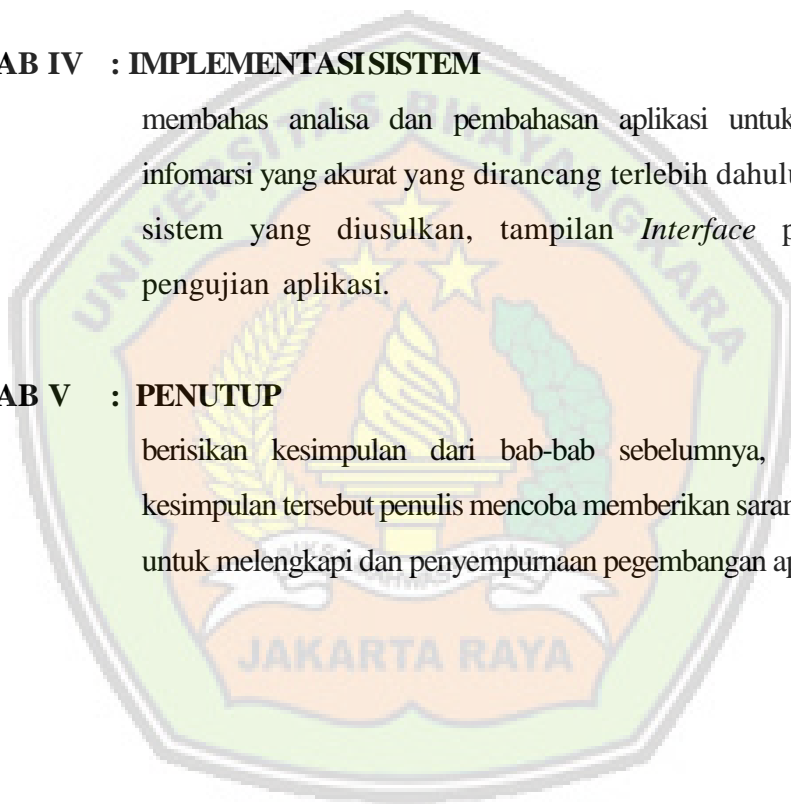 AB IV : IMPLEMENTASI SISTEM
membahas analisa dan pembahasan aplikasi untuk
infomarsi yang akurat yang dirancang terlebih dahulu
sistem yang diusulkan, tampilan Interface p
pengujian aplikasi.
AB V : PENUTUP
berisikan kesimpulan dari bab-bab sebelumnya,
kesimpulan tersebut penulis mencoba memberikan saran
untuk melengkapi dan penyempurnaan pegembangan ap
UNIVERSITAS BHAYANGKARA
JAKARTA RAYA